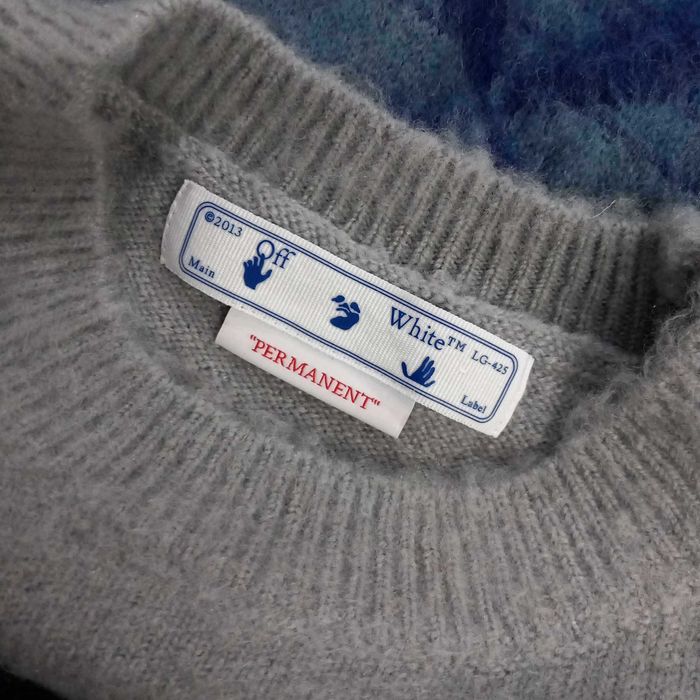 ©2013
Off
Main
White™
LG-425
Label
"PERMANENT"